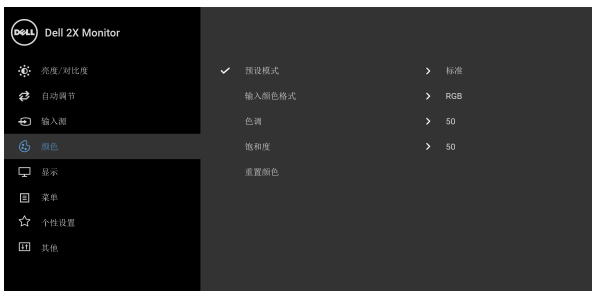 DELL Dell 2X Monitor
亮度/对比度
自动调节
输入源
颜色
显示
菜单
个性设置
其他
预设模式 标准
输入颜色格式 RGB
色调 50
饱和度 50
重置颜色